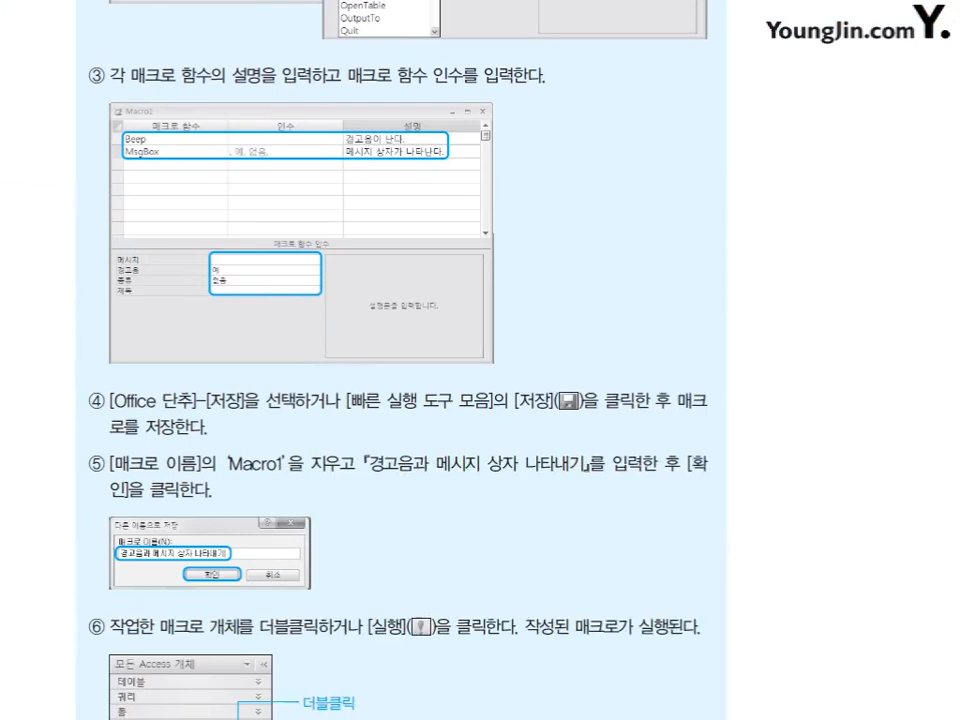 OpenTable
OutputTo
Quit
YoungJin.com Y.
③ 각 매크로 함수의 설명을 입력하고 매크로 함수 인수를 입력한다.
Macro1
매크로 함수 인수 설명
Beep 경고음이 난다.
MsgBox , 예, 없음, 메시지 상자가 나타난다.
매크로 함수 인수
메시지
경고음 예
종류 없음
제목
설명문을 입력합니다.
④ [Office 단추]-[저장]을 선택하거나 [빠른 실행 도구 모음]의 [저장]( )을 클릭한 후 매크
로를 저장한다.
⑤ [매크로 이름]의 ‘Macro1’을 지우고 『경고음과 메시지 상자 나타내기』를 입력한 후 [확
인]을 클릭한다.
다른 이름으로 저장
매크로 이름(N):
경고음과 메시지 상자 나타내기
확인 취소
⑥ 작업한 매크로 개체를 더블클릭하거나 [실행]( )을 클릭한다. 작성된 매크로가 실행된다.
모든 Access 개체
테이블
쿼리
폼
더블클릭